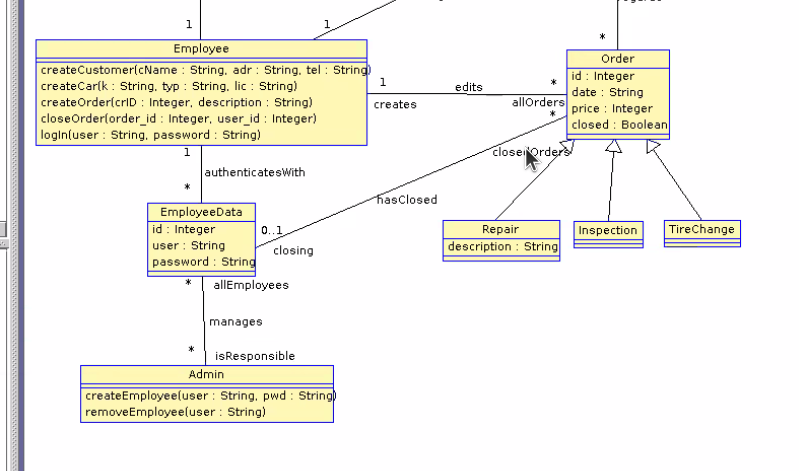 1
1
*
Employee
createCustomer(cName : String, adr : String, tel : String)
createCar(k : String, typ : String, lic : String)
createOrder(crID : Integer, description : String)
closeOrder(order_id : Integer, user_id : Integer)
logIn(user : String, password : String)
Order
id : Integer
date : String
price : Integer
closed : Boolean
1
edits
*
creates
allOrders
*
1
authenticatesWith
*
closedOrders
hasClosed
EmployeeData
id : Integer
user : String
password : String
0..1
closing
Repair
description : String
Inspection
TireChange
*
allEmployees
manages
*
isResponsible
Admin
createEmployee(user : String, pwd : String)
removeEmployee(user : String)